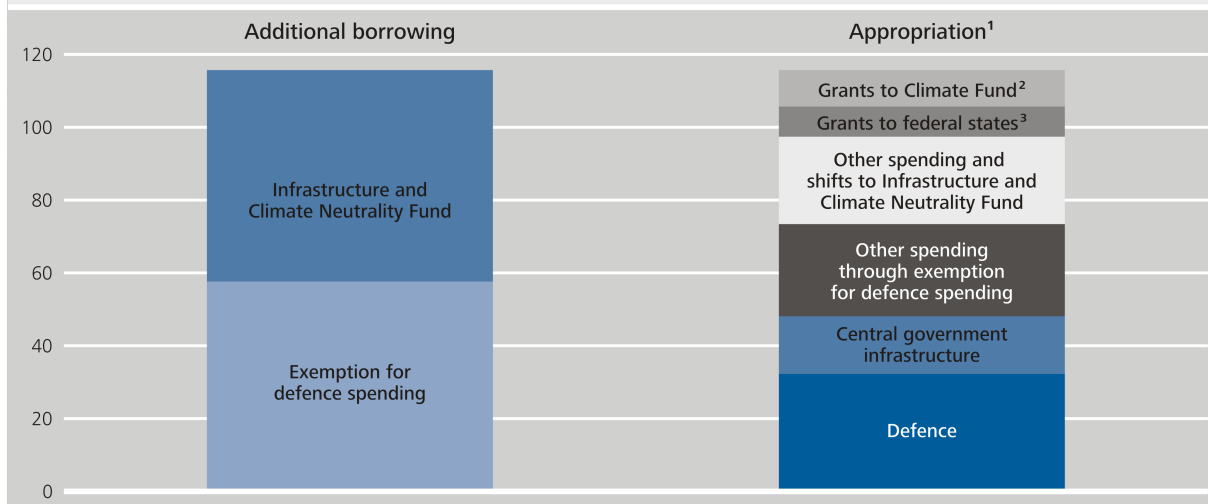 Additional borrowing
Appropriation¹
120
100
80
60
40
20
0
Infrastructure and
Climate Neutrality Fund
Exemption for
defence spending
Grants to Climate Fund²
Grants to federal states³
Other spending and
shifts to Infrastructure and
Climate Neutrality Fund
Other spending
through exemption
for defence spending
Central government
infrastructure
Defence